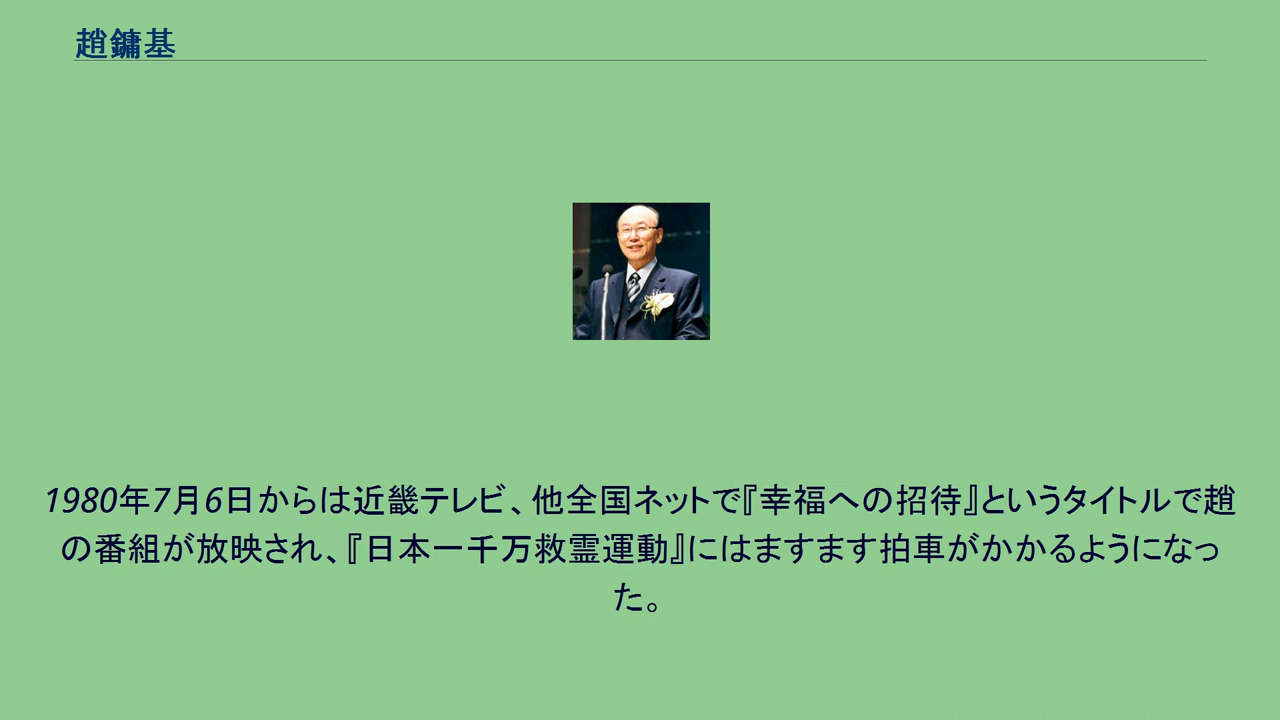 趙鏞基
1980年7月6日からは近畿テレビ、他全国ネットで『幸福への招待』というタイトルで趙
の番組が放映され、『日本一千万救霊運動』にはますます拍車がかかるようになっ
た。